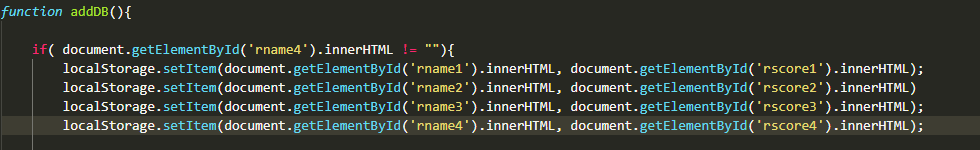 function addDB(){
if( document.getElementById('rname4').innerHTML != ""){
localStorage.setItem(document.getElementById('rname1').innerHTML, document.getElementById('rscore1').innerHTML);
localStorage.setItem(document.getElementById('rname2').innerHTML, document.getElementById('rscore2').innerHTML)
localStorage.setItem(document.getElementById('rname3').innerHTML, document.getElementById('rscore3').innerHTML);
localStorage.setItem(document.getElementById('rname4').innerHTML, document.getElementById('rscore4').innerHTML);